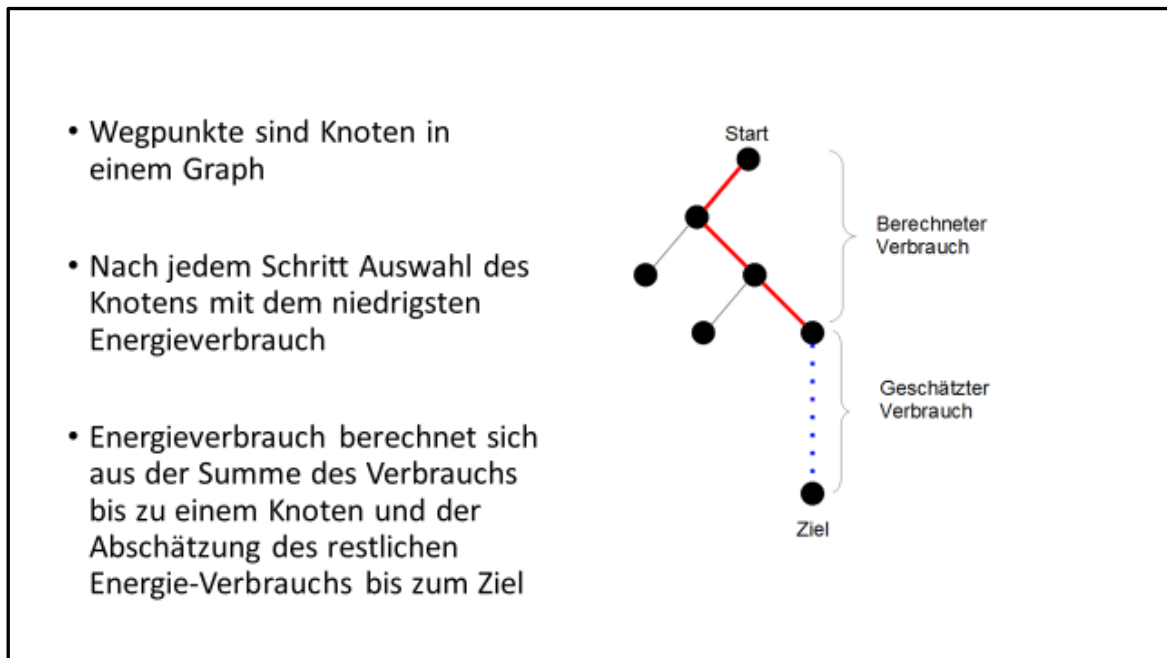 • Wegpunkte sind Knoten in
einem Graph
• Nach jedem Schritt Auswahl des
Knotens mit dem niedrigsten
Energieverbrauch
• Energieverbrauch berechnet sich
aus der Summe des Verbrauchs
bis zu einem Knoten und der
Abschätzung des restlichen
Energie-Verbrauchs bis zum Ziel
Start
Berechneter
Verbrauch
Geschätzter
Verbrauch
Ziel